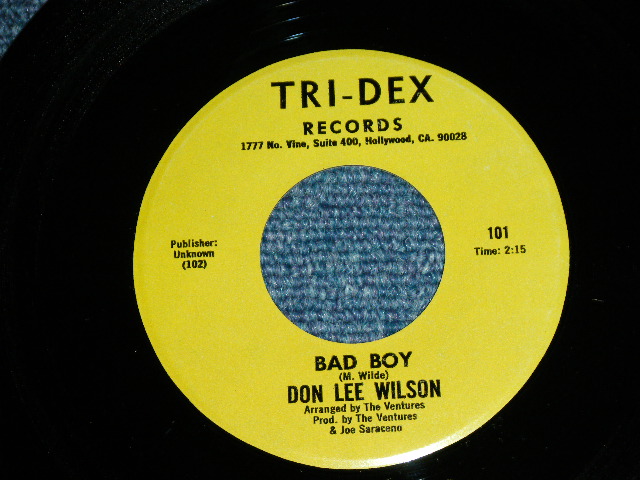 TRI-DEX
RECORDS
1777 No. Vine, Suite 400, Hollywood, CA. 90028
Publisher:
Unknown
(102)
101
Time: 2:15
BAD BOY
(M. Wilde)
DON LEE WILSON
Arranged by The Ventures
Prod. by The Ventures
& Joe Saraceno